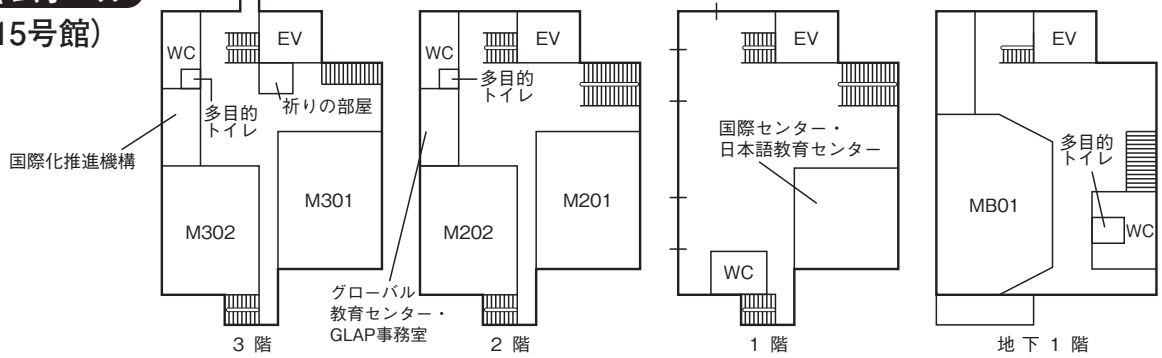 15号館）
WC
EV
多目的
トイレ
祈りの部屋
国際化推進機構
M301
M302
3 階
WC
EV
多目的
トイレ
M201
M202
グローバル
教育センター・
GLAP事務室
2 階
EV
国際センター・
日本語教育センター
WC
1 階
EV
多目的
トイレ
MB01
WC
地 下 1 階